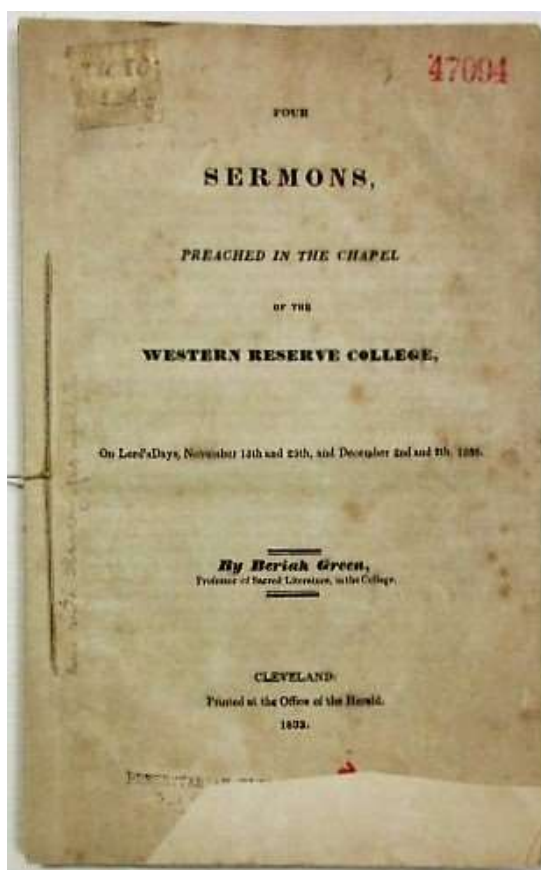 47094
FOUR
SERMONS,
PREACHED IN THE CHAPEL
OF THE
WESTERN RESERVE COLLEGE,
On Lord'sDays, November 18th and 25th, and December 2nd and 9th,
By Beriah Green,
Professor of Sacred Literature, in the College.
CLEVELAND:
Printed at the Office of the Herald.
1833.